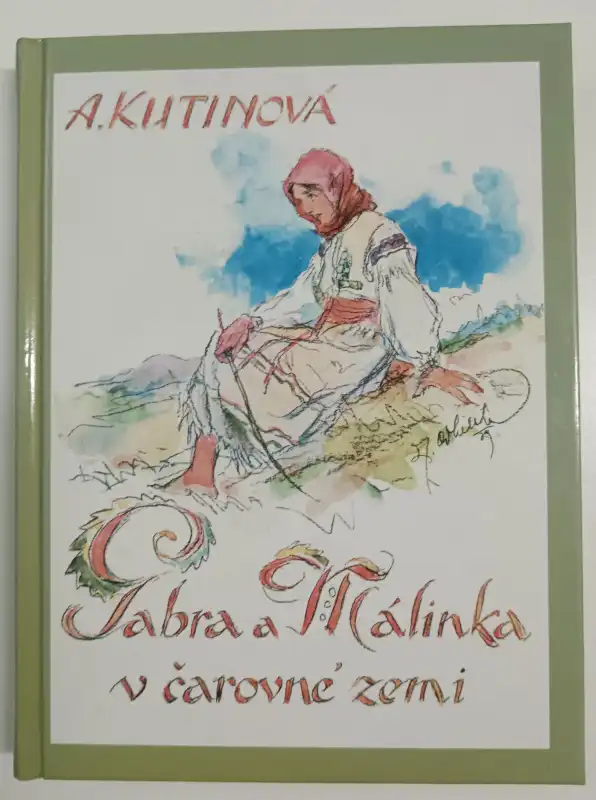 A. KUTINOVÁ
Gabra a Málinka
v čarovné zemi